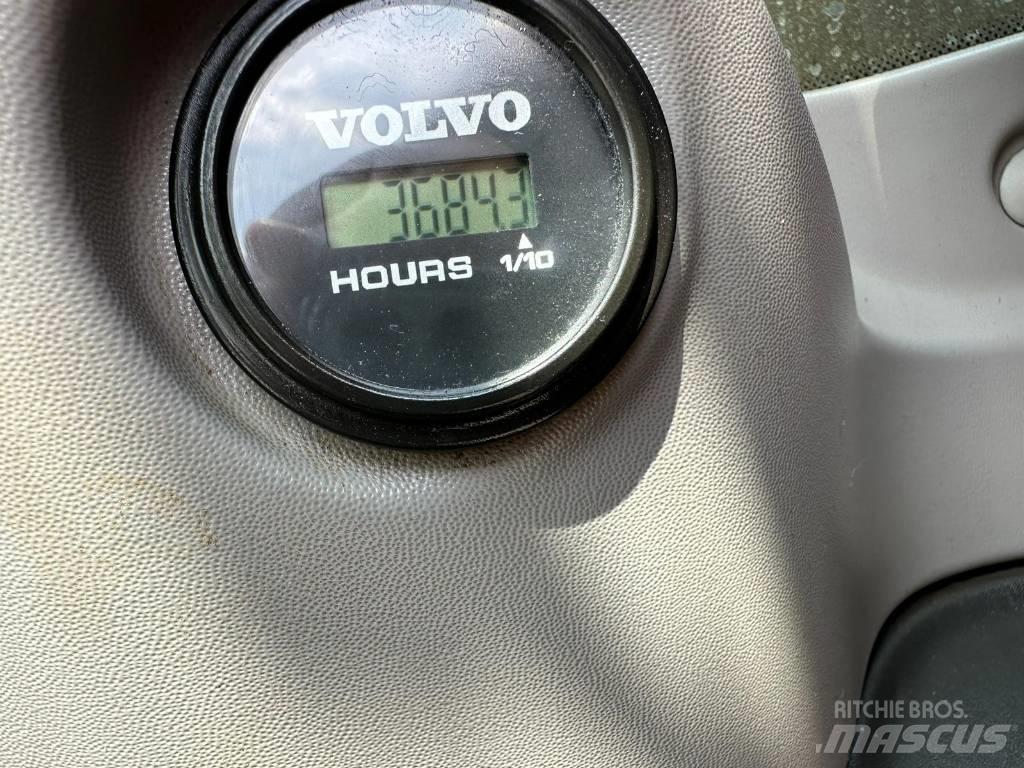 VOLVO
36843
HOURS 1/10
RITCHIE BROS.
MASCUS